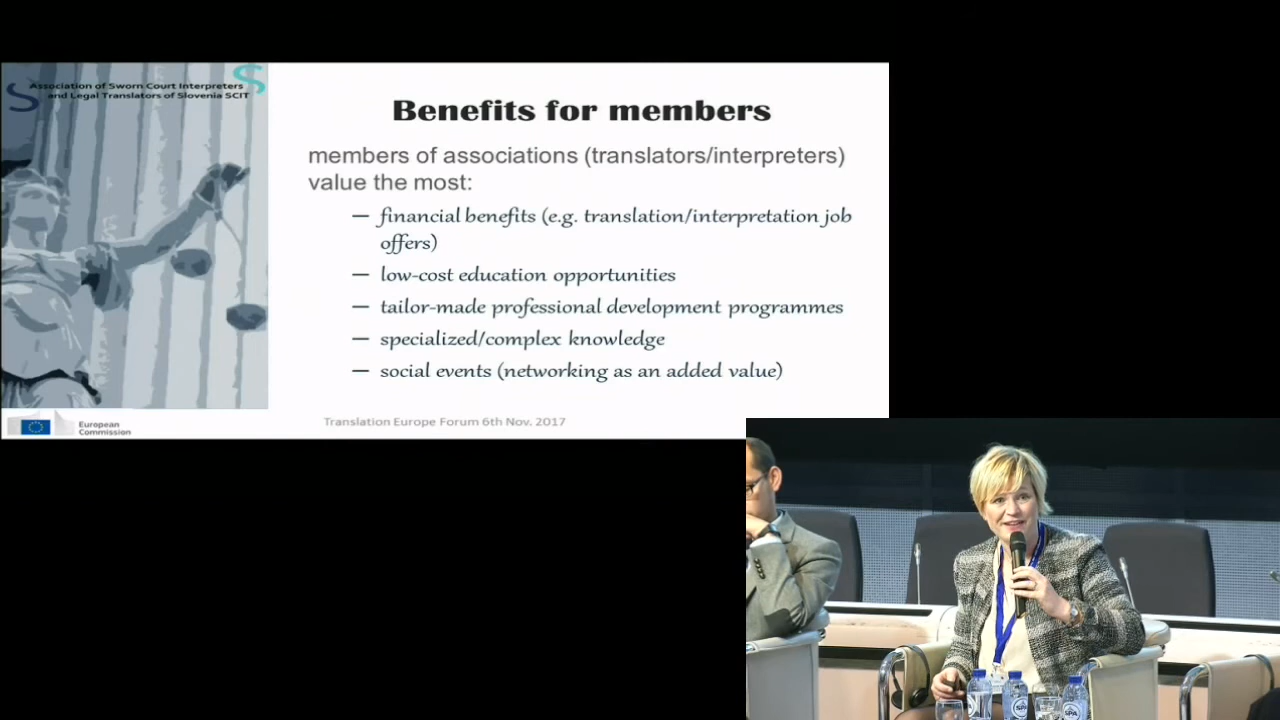 Association of Sworn Court Interpreters
and Legal Translators of Slovenia SCIT
Benefits for members
members of associations (translators/interpreters)
value the most:
— financial benefits (e.g. translation/interpretation job
offers)
— low-cost education opportunities
— tailor-made professional development programmes
— specialized/complex knowledge
— social events (networking as an added value)
European
Commission
Translation Europe Forum 6th Nov. 2017
SPA